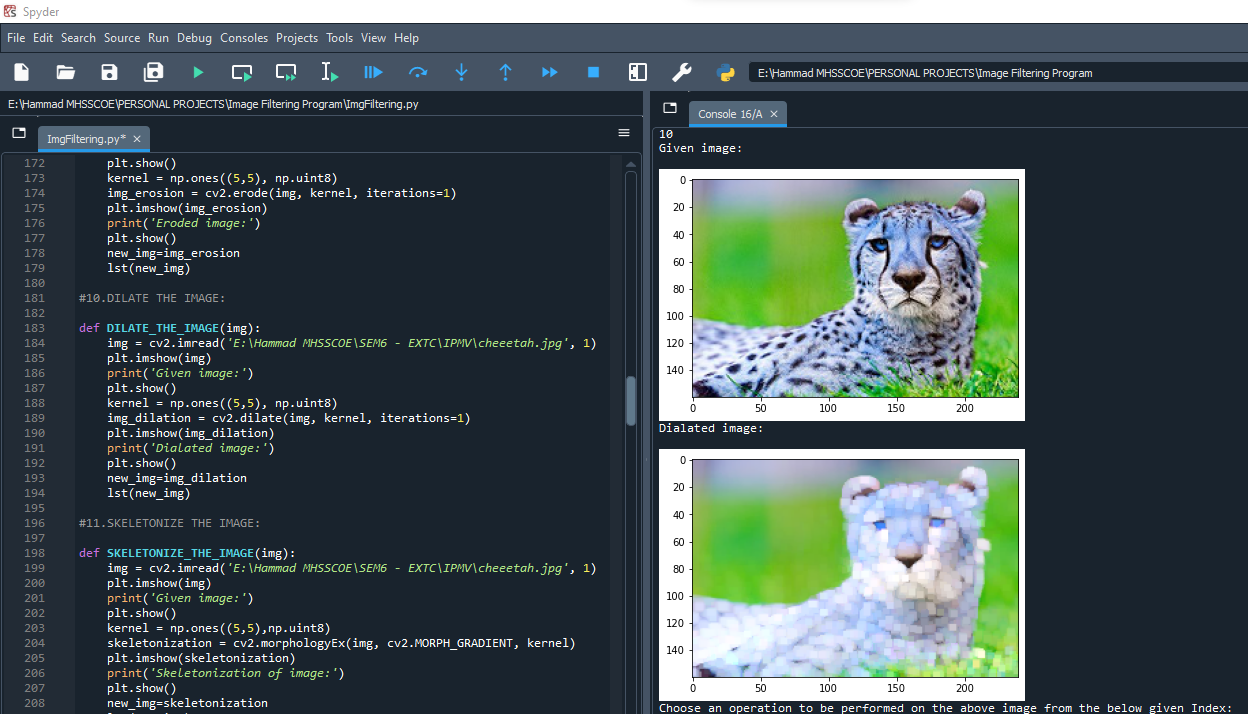 Spyder
File Edit Search Source Run Debug Consoles Projects Tools View Help
E:\Hammad MHSSCOE\PERSONAL PROJECTS\Image Filtering Program
E:\Hammad MHSSCOE\PERSONAL PROJECTS\Image Filtering Program\ImgFiltering.py
ImgFiltering.py*
172 plt.show()
173 kernel = np.ones((5,5), np.uint8)
174 img_erosion = cv2.erode(img, kernel, iterations=1)
175 plt.imshow(img_erosion)
176 print('Eroded image:')
177 plt.show()
178 new_img=img_erosion
179 lst(new_img)
180
181 #10.DILATE THE IMAGE:
182
183 def DILATE_THE_IMAGE(img):
184 img = cv2.imread('E:\Hammad MHSSCOE\SEM6 - EXTC\IPMV\cheeetah.jpg', 1)
185 plt.imshow(img)
186 print('Given image:')
187 plt.show()
188 kernel = np.ones((5,5), np.uint8)
189 img_dilation = cv2.dilate(img, kernel, iterations=1)
190 plt.imshow(img_dilation)
191 print('Dialated image:')
192 plt.show()
193 new_img=img_dilation
194 lst(new_img)
195
196 #11.SKELETONIZE THE IMAGE:
197
198 def SKELETONIZE_THE_IMAGE(img):
199 img = cv2.imread('E:\Hammad MHSSCOE\SEM6 - EXTC\IPMV\cheeetah.jpg', 1)
200 plt.imshow(img)
201 print('Given image:')
202 plt.show()
203 kernel = np.ones((5,5),np.uint8)
204 skeletonization = cv2.morphologyEx(img, cv2.MORPH_GRADIENT, kernel)
205 plt.imshow(skeletonization)
206 print('Skeletonization of image:')
207 plt.show()
208 new_img=skeletonization
Console 16/A
10
Given image:
0
20
40
60
80
100
120
140
0 50 100 150 200
Dialated image:
0
20
40
60
80
100
120
140
0 50 100 150 200
Choose an operation to be performed on the above image from the below given Index: